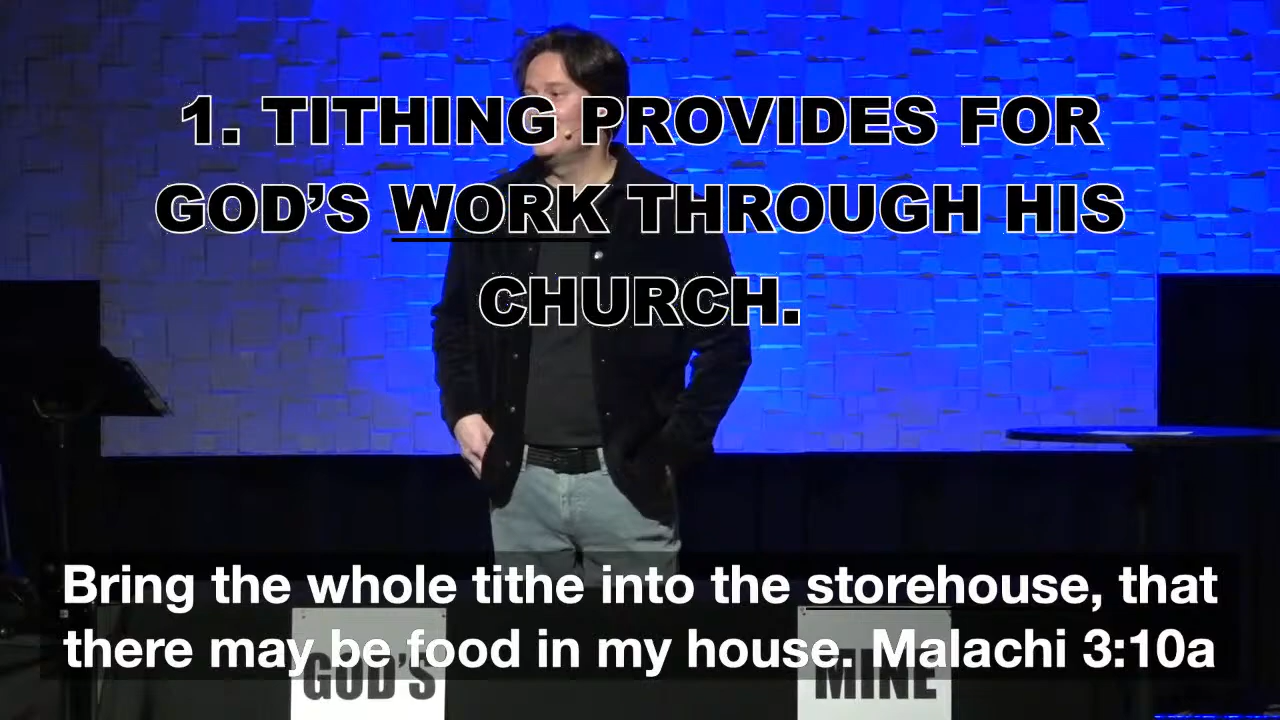 1. TITHING PROVIDES FOR
GOD’S WORK THROUGH HIS
CHURCH.
Bring the whole tithe into the storehouse, that
there may be food in my house. Malachi 3:10a
GOD'S
MINE